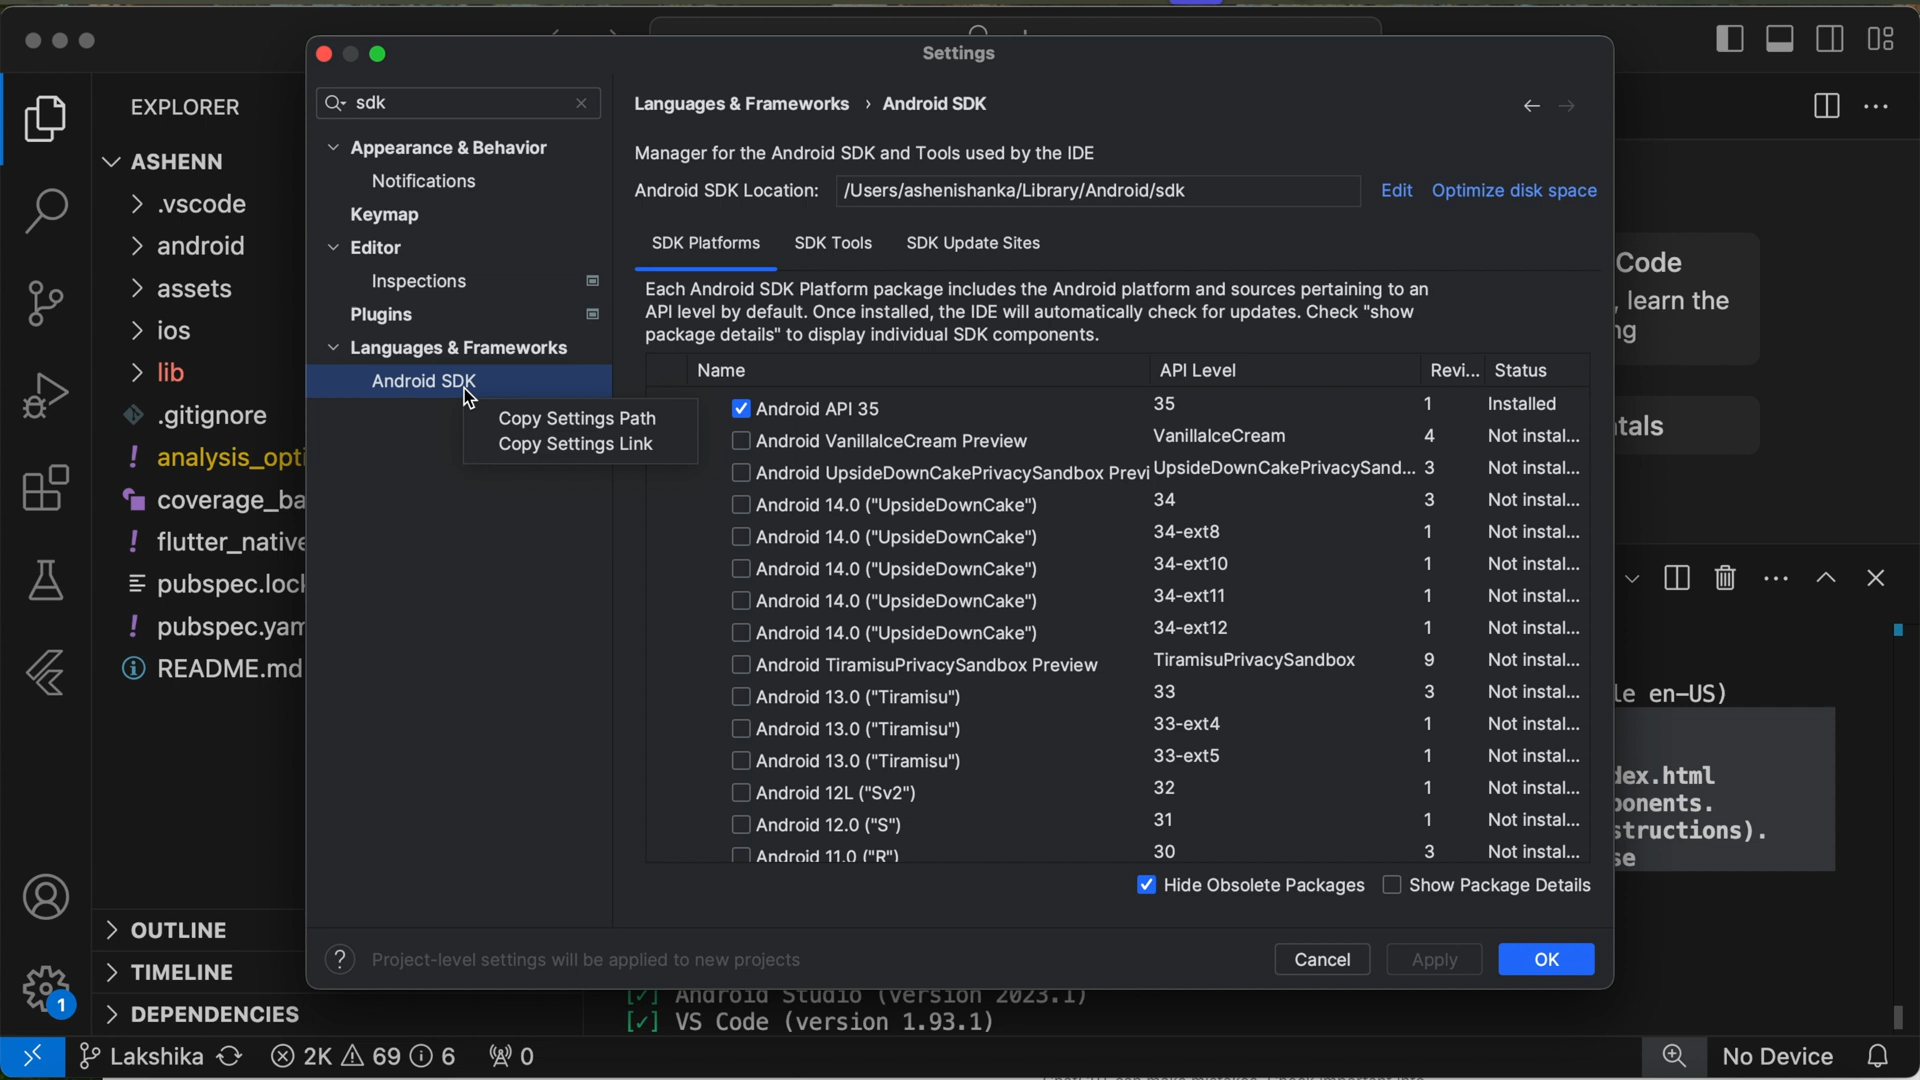 Settings
EXPLORER
ASHENN
.vscode
android
assets
ios
lib
.gitignore
analysis_opti
coverage_ba
flutter_native
pubspec.lock
pubspec.yam
README.md
OUTLINE
TIMELINE
DEPENDENCIES
sdk
Appearance & Behavior
Notifications
Keymap
Editor
Inspections
Plugins
Languages & Frameworks
Android SDK
Copy Settings Path
Copy Settings Link
Languages & Frameworks › Android SDK
Manager for the Android SDK and Tools used by the IDE
Android SDK Location: /Users/ashenishanka/Library/Android/sdk Edit Optimize disk space
SDK Platforms SDK Tools SDK Update Sites
Each Android SDK Platform package includes the Android platform and sources pertaining to an
API level by default. Once installed, the IDE will automatically check for updates. Check "show
package details" to display individual SDK components.
Name API Level Revi... Status
Android API 35 35 1 Installed
Android VanillaIceCream Preview VanillaIceCream 4 Not instal...
Android UpsideDownCakePrivacySandbox Previ UpsideDownCakePrivacySand... 3 Not instal...
Android 14.0 ("UpsideDownCake") 34 3 Not instal...
Android 14.0 ("UpsideDownCake") 34-ext8 1 Not instal...
Android 14.0 ("UpsideDownCake") 34-ext10 1 Not instal...
Android 14.0 ("UpsideDownCake") 34-ext11 1 Not instal...
Android 14.0 ("UpsideDownCake") 34-ext12 1 Not instal...
Android TiramisuPrivacySandbox Preview TiramisuPrivacySandbox 9 Not instal...
Android 13.0 ("Tiramisu") 33 3 Not instal...
Android 13.0 ("Tiramisu") 33-ext4 1 Not instal...
Android 13.0 ("Tiramisu") 33-ext5 1 Not instal...
Android 12L ("Sv2") 32 1 Not instal...
Android 12.0 ("S") 31 1 Not instal...
Android 11.0 ("R") 30 3 Not instal...
Hide Obsolete Packages Show Package Details
? Project-level settings will be applied to new projects
Cancel Apply OK
Code
, learn the
ng
tals
le en-US)
dex.html
ponents.
structions).
se
[✓] Android Studio (version 2023.1)
[✓] VS Code (version 1.93.1)
1
Lakshika 2K 69 6 0 No Device